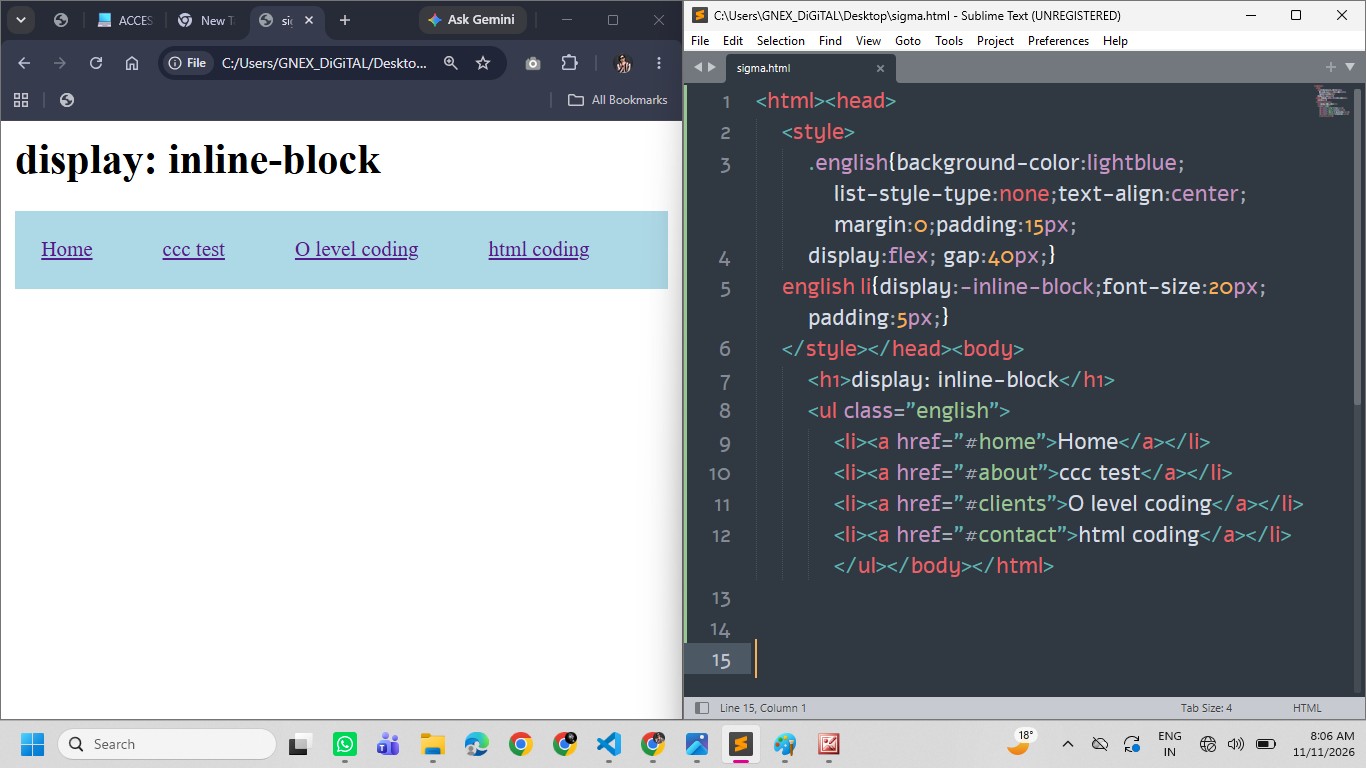 ACCES
New T
sig
Ask Gemini
File
C:/Users/GNEX_DiGiTAL/Deskto...
All Bookmarks
display: inline-block
Home
ccc test
O level coding
html coding
C:\Users\GNEX_DiGiTAL\Desktop\sigma.html - Sublime Text (UNREGISTERED)
File Edit Selection Find View Goto Tools Project Preferences Help
sigma.html
1 <html><head>
2 <style>
3 .english{background-color:lightblue;
list-style-type:none;text-align:center;
margin:0;padding:15px;
4 display:flex; gap:40px;}
5 english li{display:-inline-block;font-size:20px;
padding:5px;}
6 </style></head><body>
7 <h1>display: inline-block</h1>
8 <ul class="english">
9 <li><a href="#home">Home</a></li>
10 <li><a href="#about">ccc test</a></li>
11 <li><a href="#clients">O level coding</a></li>
12 <li><a href="#contact">html coding</a></li>
</ul></body></html>
13
14
15
Line 15, Column 1
Tab Size: 4
HTML
Search
18°
ENG
IN
8:06 AM
11/11/2026